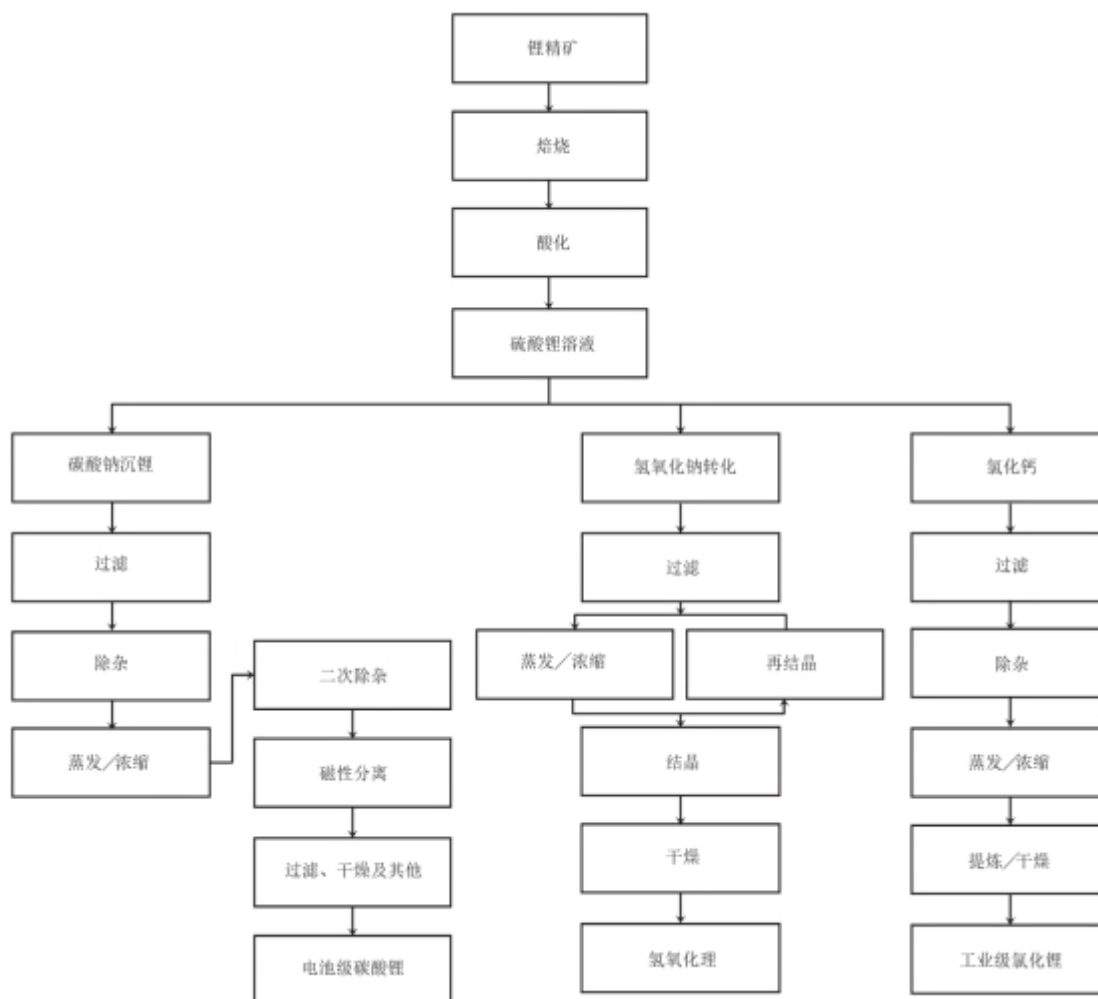 锂精矿
焙烧
酸化
硫酸锂溶液
碳酸钠沉锂
过滤
除杂
蒸发/浓缩
二次除杂
磁性分离
过滤、干燥及其他
电池级碳酸锂
氢氧化钠转化
过滤
蒸发/浓缩
再结晶
结晶
干燥
氢氧化理
氯化钙
过滤
除杂
蒸发/浓缩
提炼/干燥
工业级氯化锂